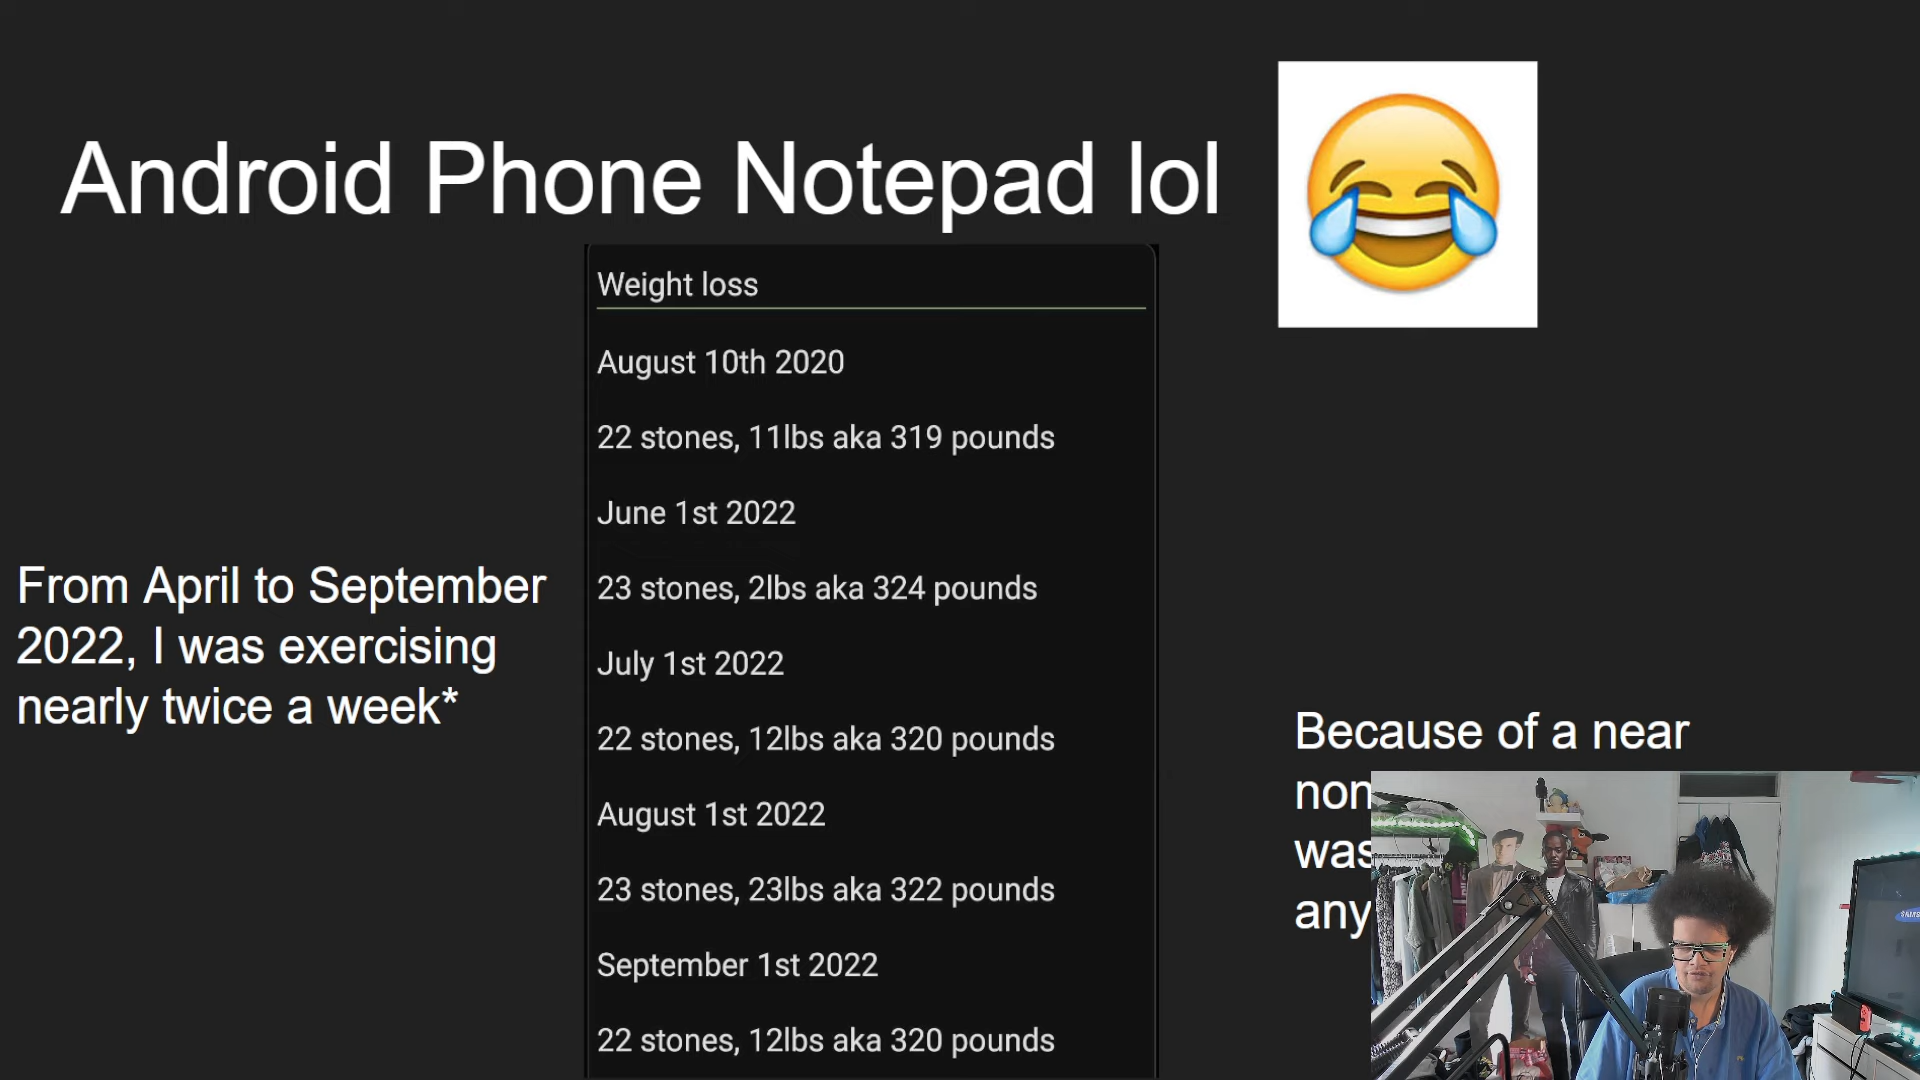 Android Phone Notepad lol
Weight loss
August 10th 2020
22 stones, 11lbs aka 319 pounds
June 1st 2022
23 stones, 2lbs aka 324 pounds
July 1st 2022
22 stones, 12lbs aka 320 pounds
August 1st 2022
23 stones, 23lbs aka 322 pounds
September 1st 2022
22 stones, 12lbs aka 320 pounds
From April to September
2022, I was exercising
nearly twice a week*
Because of a near
non
was
any